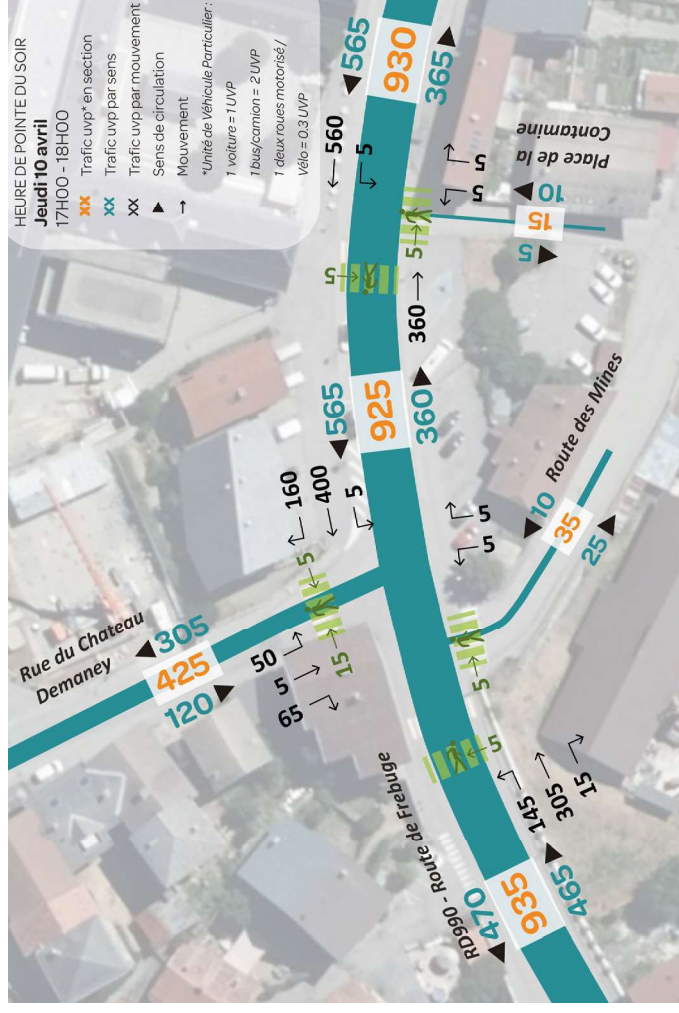 HEURE DE POINTE DU SOIR
Jeudi 10 avril
17H00 - 18H00
XX Trafic uvp* en section
XX Trafic uvp par sens
XX Trafic uvp par mouvement
▶ Sens de circulation
→ Mouvement
*Unité de Véhicule Particulier :
1 voiture = 1 UVP
1 bus/camion = 2 UVP
1 deux roues motorisé /
Vélo = 0.3 UVP
565
930
365
560
5
5
5
Place de la
Contamine
10
15
5
5
5
360
565
925
360
160
400
5
5
5
Route des Mines
10
35
25
Rue du Chateau
Demaney
305
425
120
5
15
50
5
65
5
5
RD990 - Route de Frebuge
145
305
15
470
935
465